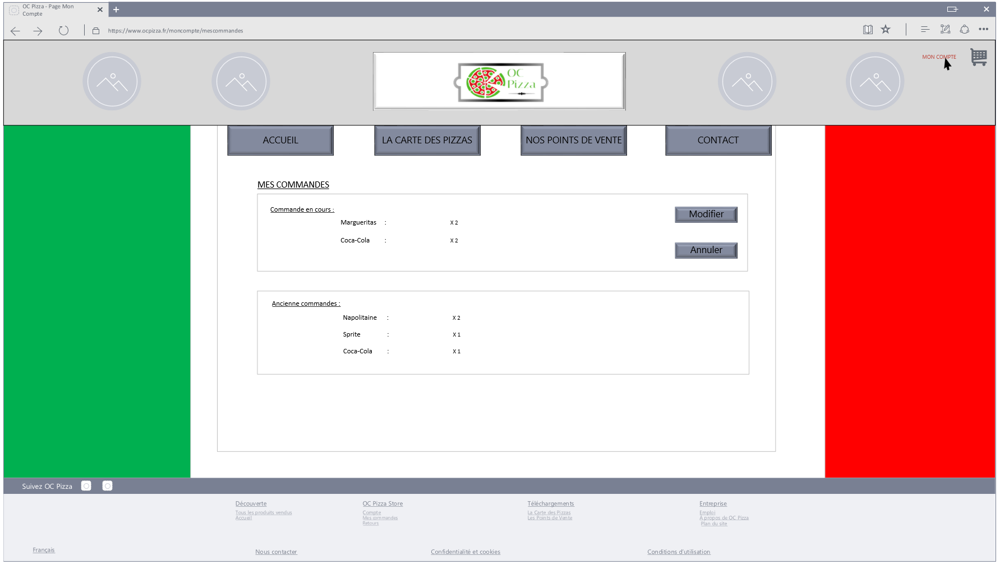 OC Pizza - Page Mon
Compte
https://www.ocpizza.fr/moncompte/mescommandes
MON COMPTE
OC
Pizza
ACCUEIL
LA CARTE DES PIZZAS
NOS POINTS DE VENTE
CONTACT
MES COMMANDES
Commande en cours :
Margueritas : X 2
Coca-Cola : X 2
Modifier
Annuler
Ancienne commandes :
Napolitaine : X 2
Sprite : X 1
Coca-Cola : X 1
Suivez OC Pizza
Découverte
Tous les produits vendus
Accueil
OC Pizza Store
Compte
Mes commandes
Retours
Téléchargements
La Carte des Pizzas
Les Points de Vente
Entreprise
Emploi
À propos de OC Pizza
Plan du site
Français
Nous contacter
Confidentialité et cookies
Conditions d'utilisation